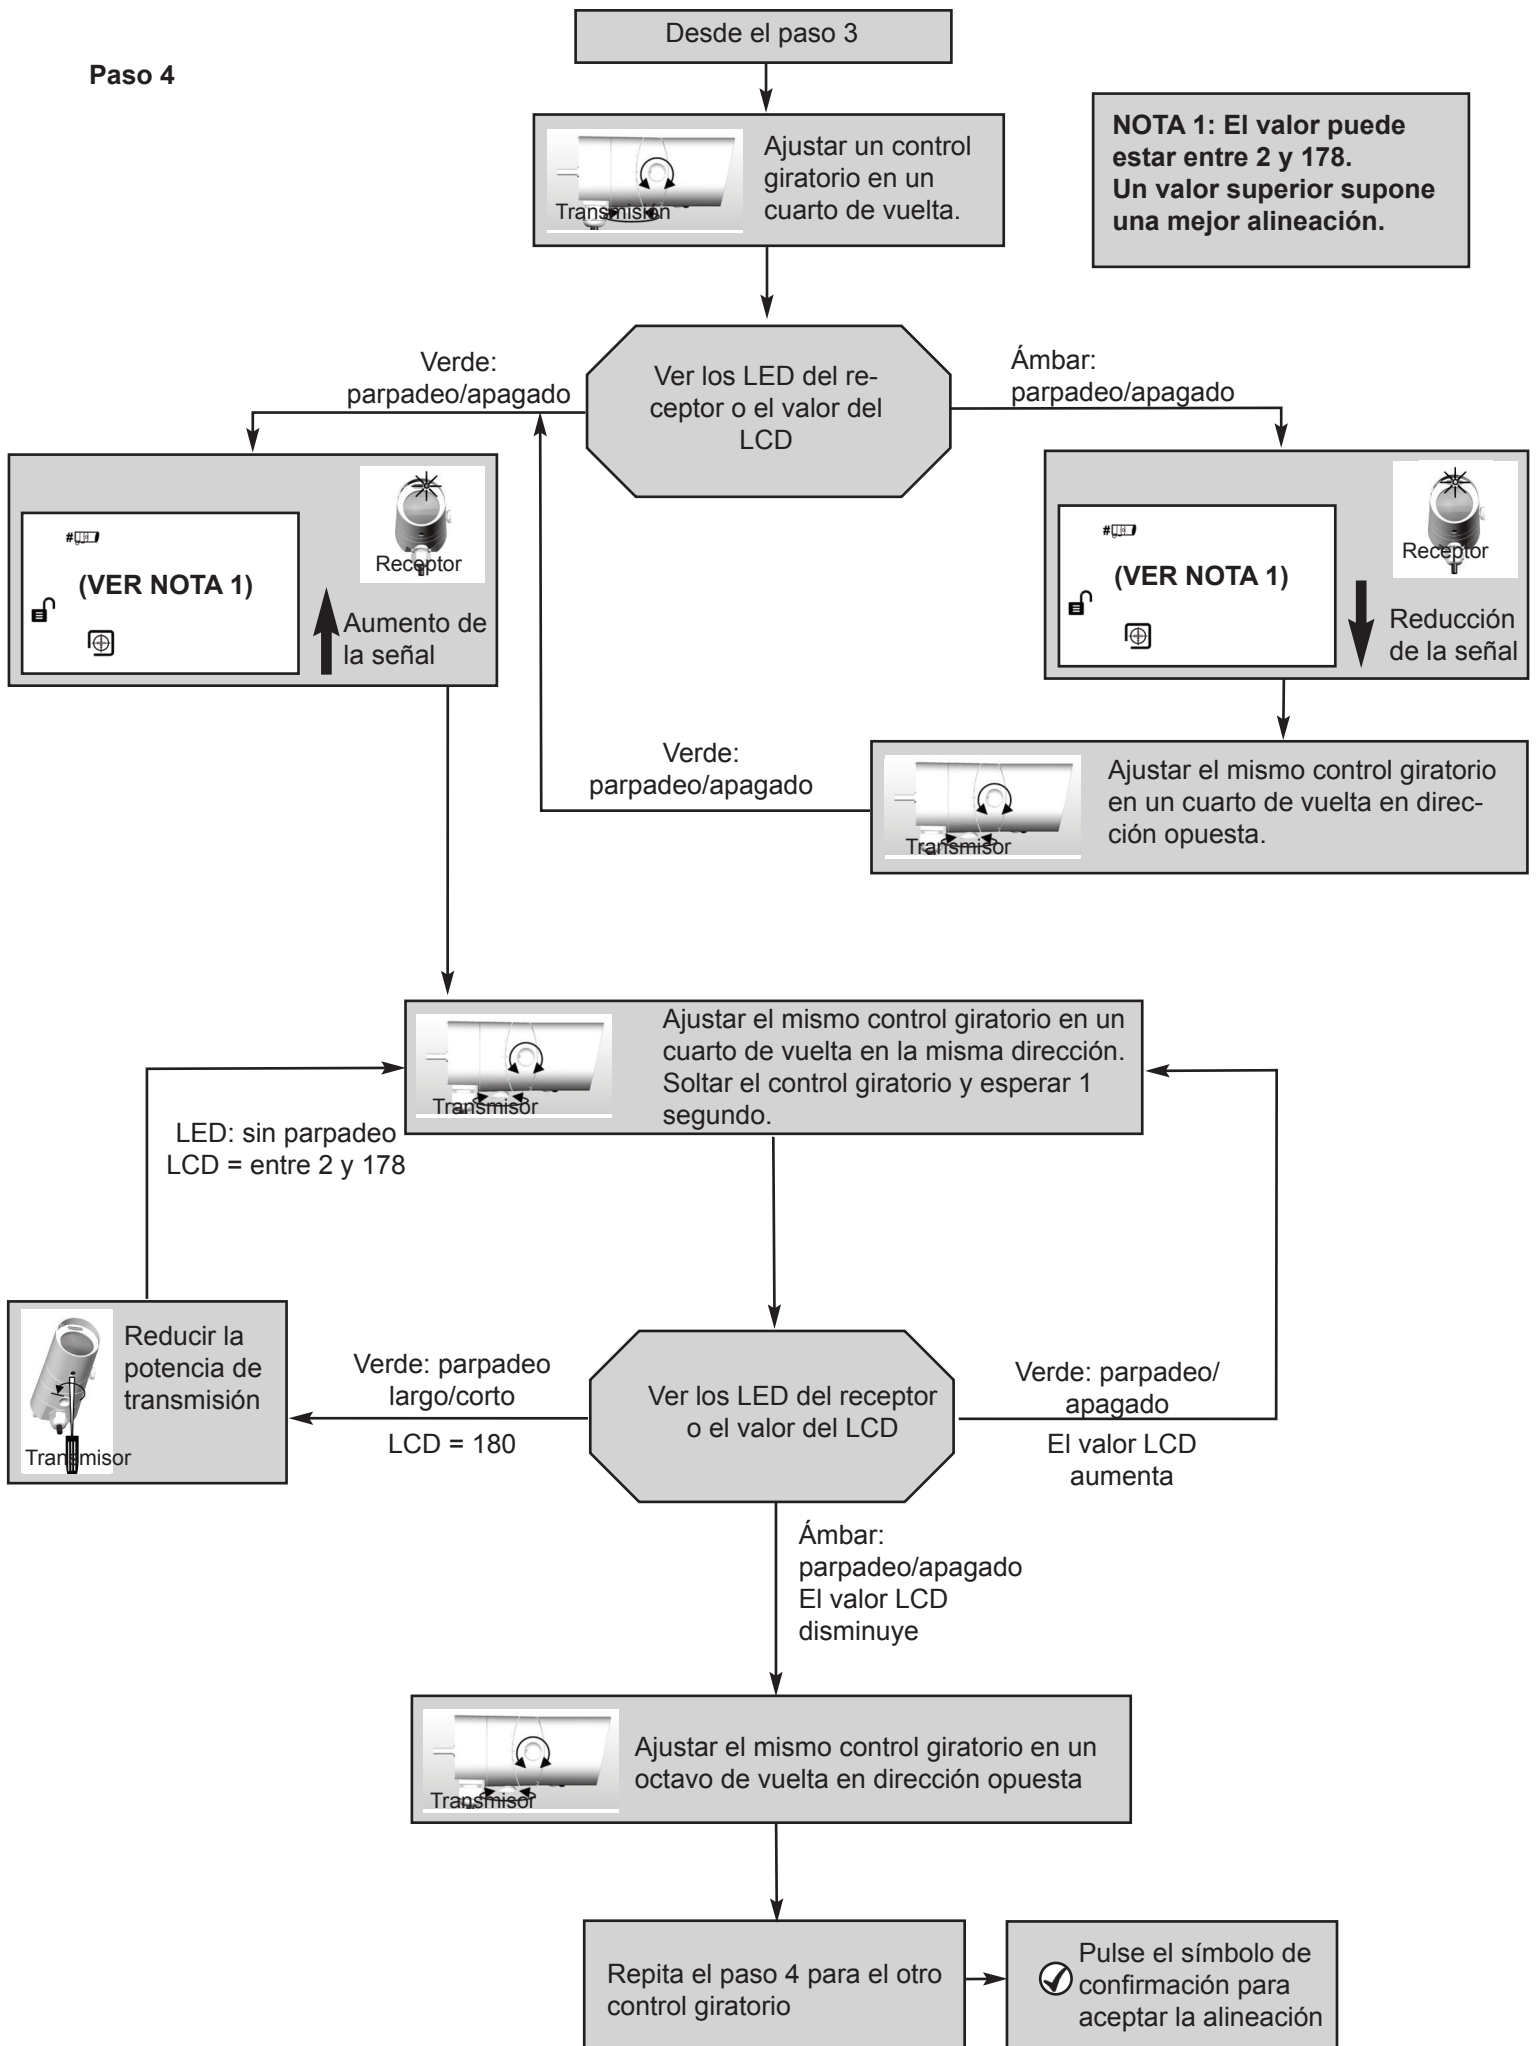 Desde el paso 3
Paso 4
Ajustar un control
giratorio en un
cuarto de vuelta.
Transmisión
NOTA 1: El valor puede
estar entre 2 y 178.
Un valor superior supone
una mejor alineación.
Verde:
parpadeo/apagado
Ver los LED del re-
ceptor o el valor del
LCD
Ámbar:
parpadeo/apagado
#
(VER NOTA 1)
Receptor
Aumento de
la señal
#
(VER NOTA 1)
Receptor
Reducción
de la señal
Verde:
parpadeo/apagado
Ajustar el mismo control giratorio
en un cuarto de vuelta en direc-
ción opuesta.
Transmisor
Ajustar el mismo control giratorio en un
cuarto de vuelta en la misma dirección.
Soltar el control giratorio y esperar 1
segundo.
Transmisor
LED: sin parpadeo
LCD = entre 2 y 178
Reducir la
potencia de
transmisión
Transmisor
Verde: parpadeo
largo/corto
LCD = 180
Ver los LED del receptor
o el valor del LCD
Verde: parpadeo/
apagado
El valor LCD
aumenta
Ámbar:
parpadeo/apagado
El valor LCD
disminuye
Ajustar el mismo control giratorio en un
octavo de vuelta en dirección opuesta
Transmisor
Repita el paso 4 para el otro
control giratorio
Pulse el símbolo de
confirmación para
aceptar la alineación